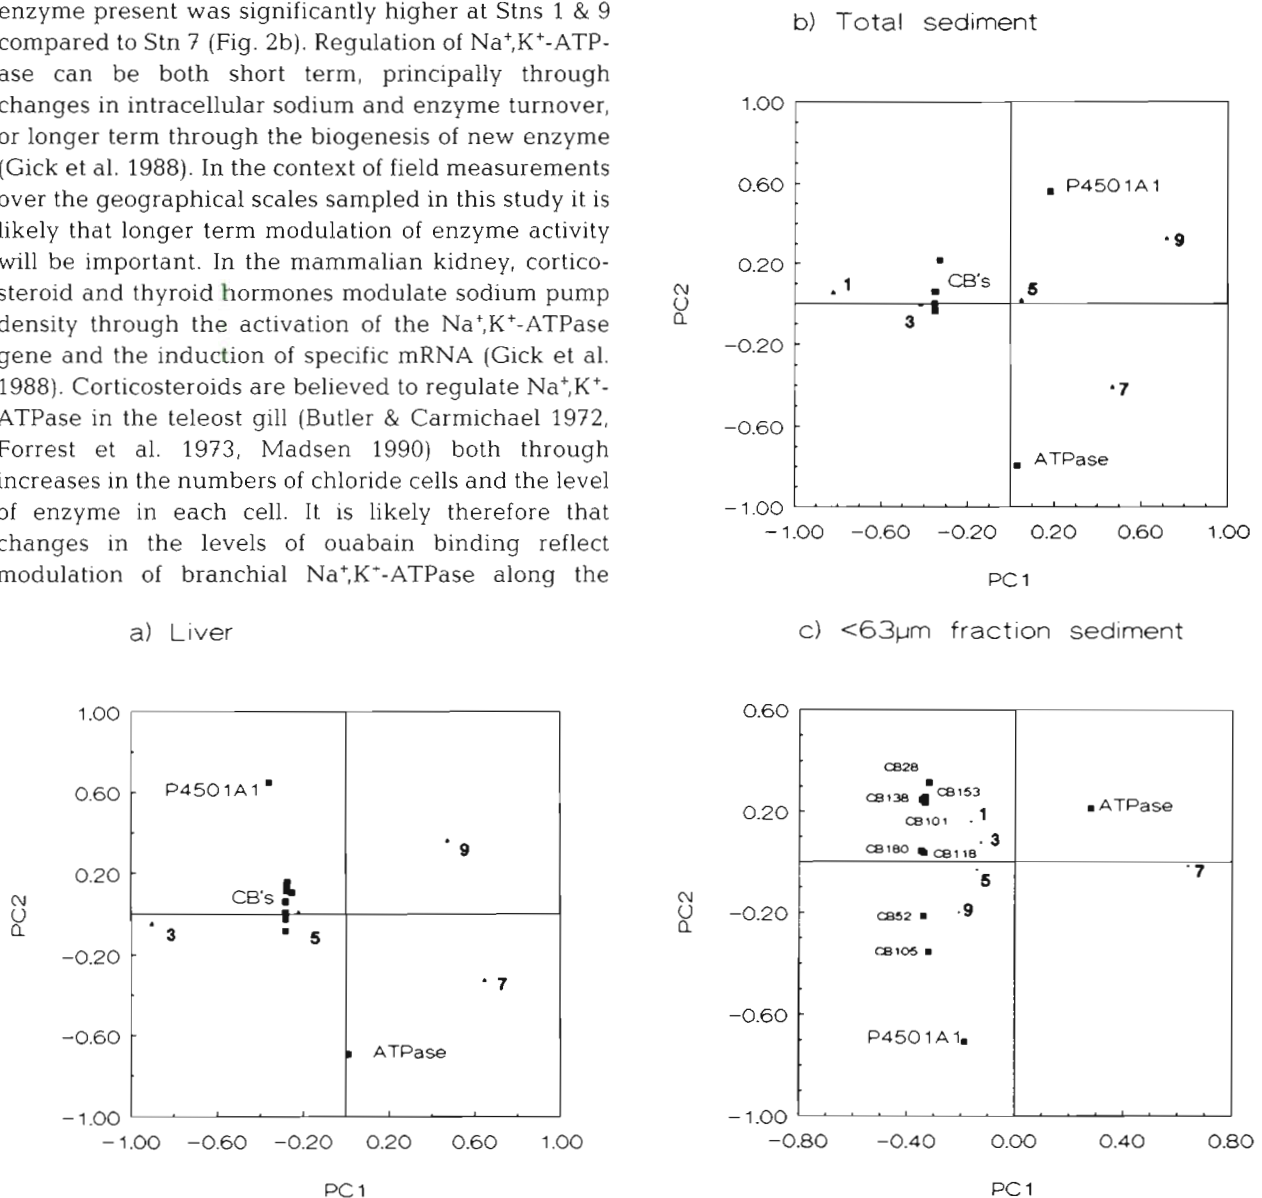 enzyme present was significantly higher at Stns 1 & 9
compared to Stn 7 (Fig. 2b). Regulation of Na⁺,K⁺-ATP-
ase can be both short term, principally through
changes in intracellular sodium and enzyme turnover,
or longer term through the biogenesis of new enzyme
(Gick et al. 1988). In the context of field measurements
over the geographical scales sampled in this study it is
likely that longer term modulation of enzyme activity
will be important. In the mammalian kidney, cortico-
steroid and thyroid hormones modulate sodium pump
density through the activation of the Na⁺,K⁺-ATPase
gene and the induction of specific mRNA (Gick et al.
1988). Corticosteroids are believed to regulate Na⁺,K⁺-
ATPase in the teleost gill (Butler & Carmichael 1972,
Forrest et al. 1973, Madsen 1990) both through
increases in the numbers of chloride cells and the level
of enzyme in each cell. It is likely therefore that
changes in the levels of ouabain binding reflect
modulation of branchial Na⁺,K⁺-ATPase along the
a) Liver
1.00
P4501A1
0.60
9
0.20
CB's
PC2
3
5
-0.20
7
-0.60
ATPase
-1.00
-1.00 -0.60 -0.20 0.20 0.60 1.00
PC1
b) Total sediment
1.00
0.60
P4501A1
9
0.20
CB's
1
5
PC2
3
-0.20
7
-0.60
ATPase
-1.00
-1.00 -0.60 -0.20 0.20 0.60 1.00
PC1
c) <63µm fraction sediment
0.60
CB28
CB153
CB138
ATPase
0.20
CB101
1
3
CB180
CB118
7
5
PC2
9
-0.20
CB52
CB105
-0.60
P4501A1
-1.00
-0.80 -0.40 0.00 0.40 0.80
PC1